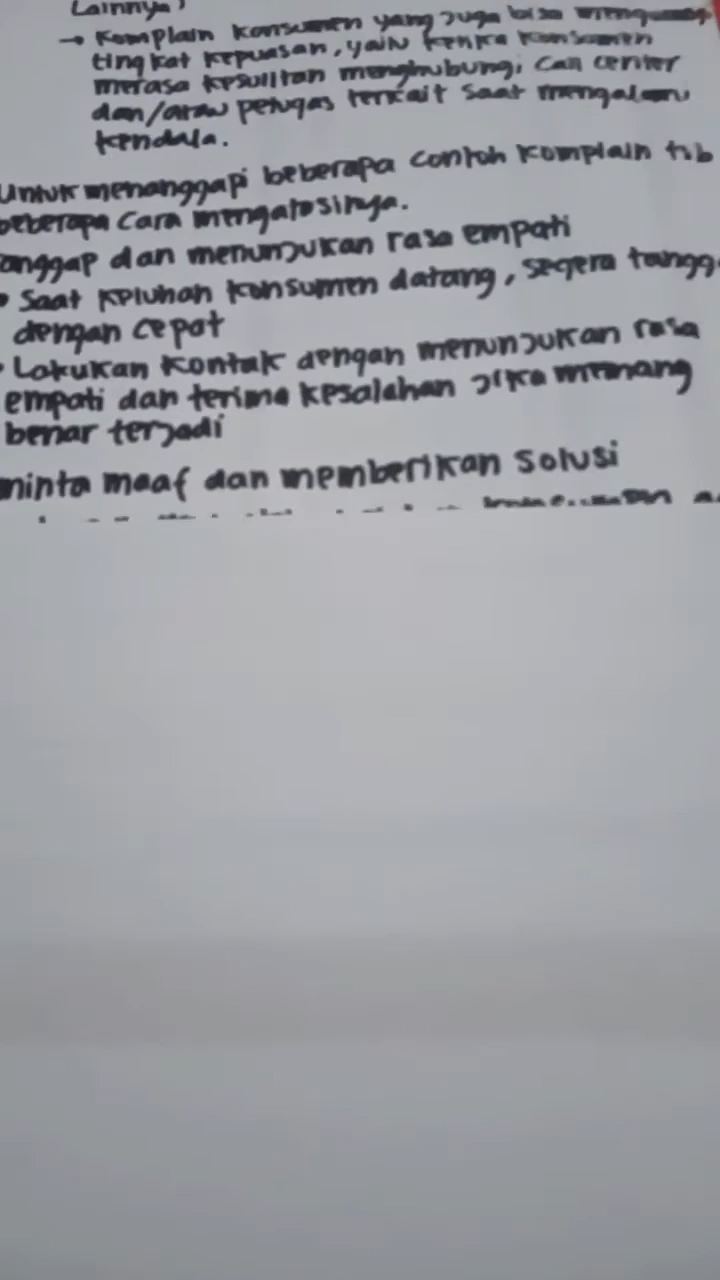 Lainnya)
→ Komplain konsumen yang juga bisa
tingkat kepuasan, yaitu ketika konsumen
merasa kesulitan menghubungi call center
dan/atau petugas terkait saat mengalami
kendala.
Untuk menanggapi beberapa contoh komplain tsb
beberapa cara mengatasinya.
anggap dan menunjukan rasa empati
• Saat keluhan konsumen datang, segera tangga
dengan cepat
• Lakukan kontak dengan menunjukan rasa
empati dan terima kesalahan jika memang
benar terjadi
minta maaf dan memberikan solusi